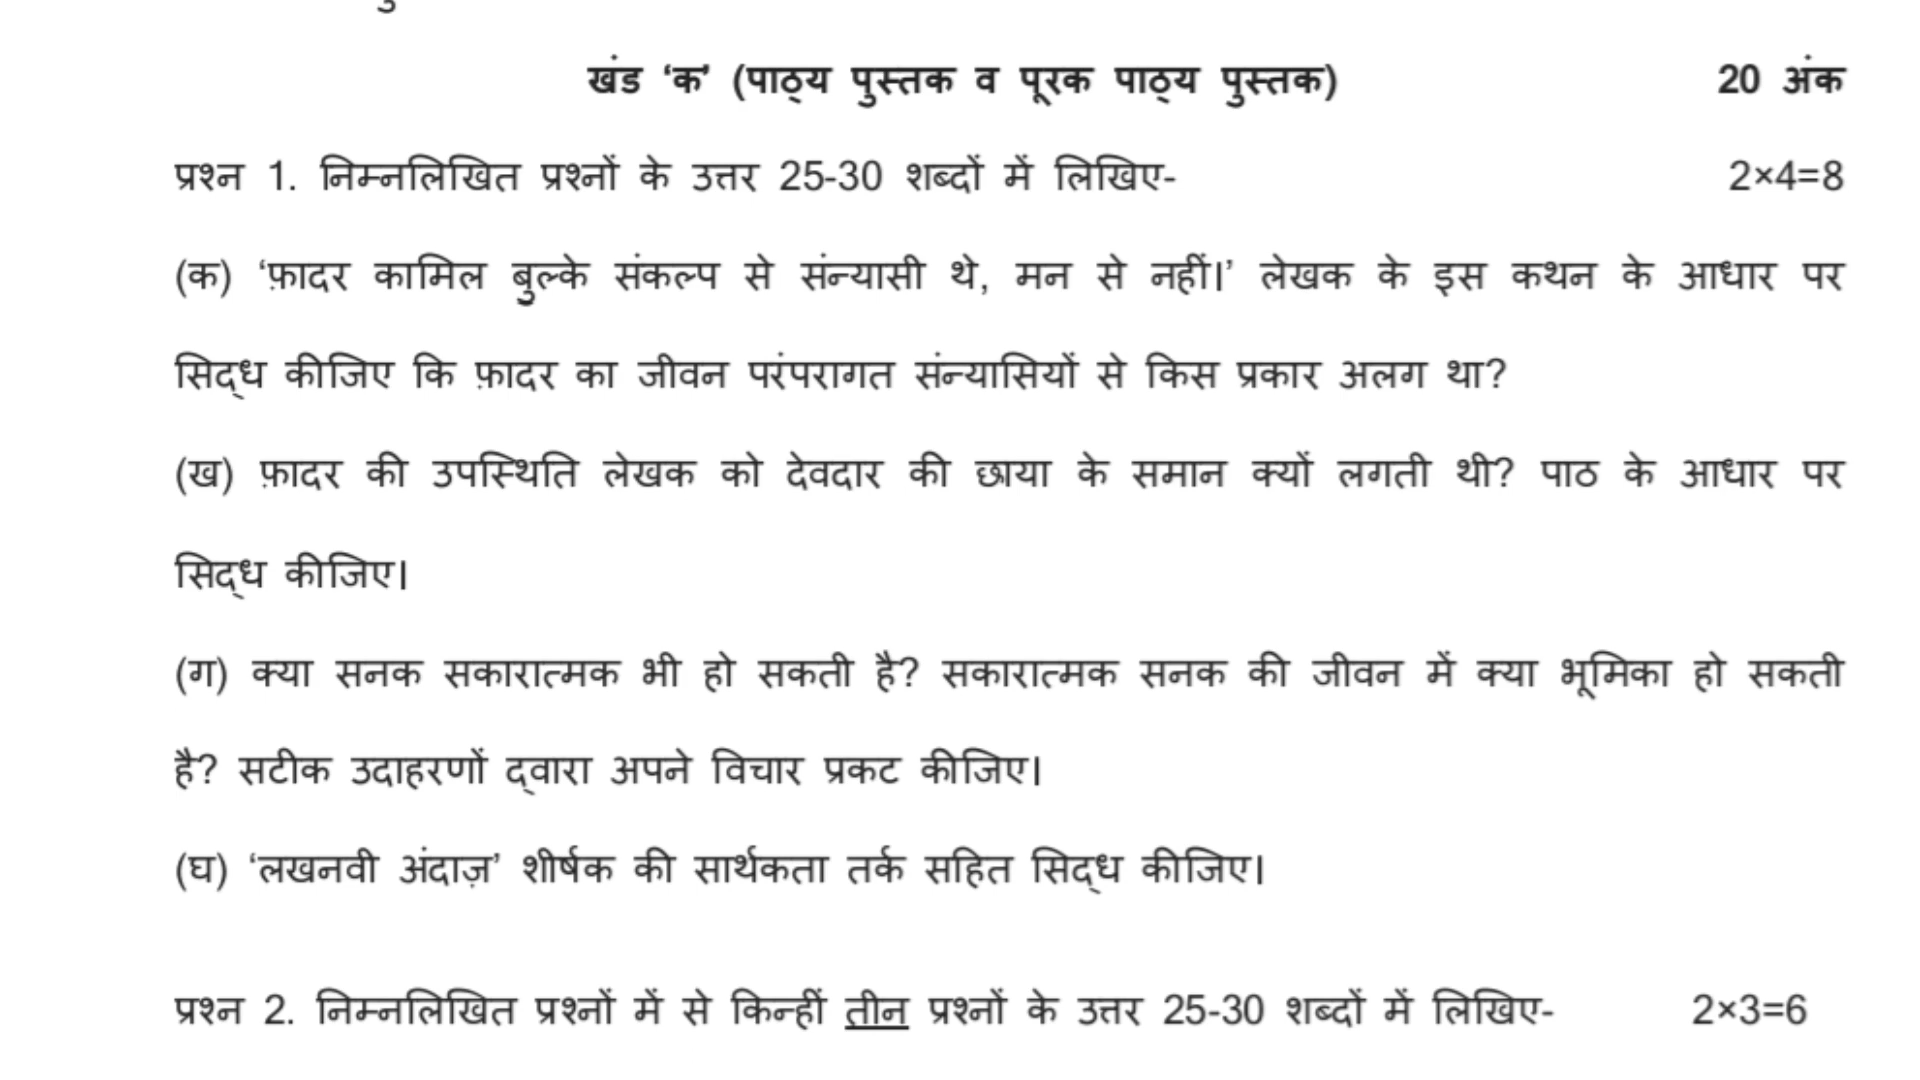 खंड ‘क’ (पाठ्य पुस्तक व पूरक पाठ्य पुस्तक) 20 अंक
प्रश्न 1. निम्नलिखित प्रश्नों के उत्तर 25-30 शब्दों में लिखिए- 2×4=8
(क) ‘फ़ादर कामिल बुल्के संकल्प से संन्यासी थे, मन से नहीं।’ लेखक के इस कथन के आधार पर
सिद्ध कीजिए कि फ़ादर का जीवन परंपरागत संन्यासियों से किस प्रकार अलग था?
(ख) फ़ादर की उपस्थिति लेखक को देवदार की छाया के समान क्यों लगती थी? पाठ के आधार पर
सिद्ध कीजिए।
(ग) क्या सनक सकारात्मक भी हो सकती है? सकारात्मक सनक की जीवन में क्या भूमिका हो सकती
है? सटीक उदाहरणों द्वारा अपने विचार प्रकट कीजिए।
(घ) ‘लखनवी अंदाज़’ शीर्षक की सार्थकता तर्क सहित सिद्ध कीजिए।
प्रश्न 2. निम्नलिखित प्रश्नों में से किन्हीं तीन प्रश्नों के उत्तर 25-30 शब्दों में लिखिए- 2×3=6